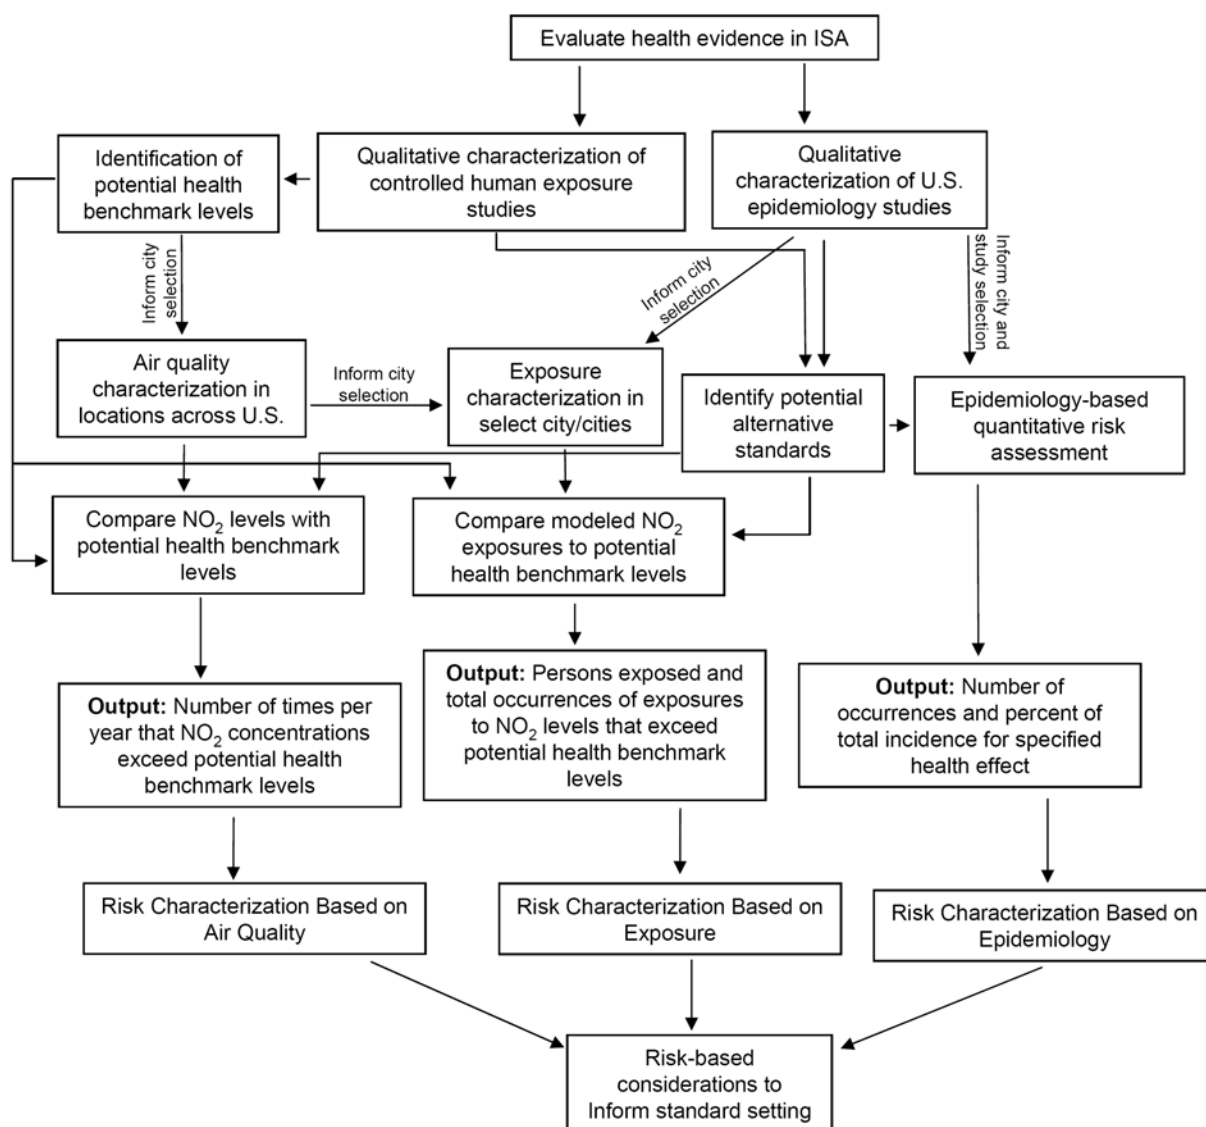 Evaluate health evidence in ISA
Identification of
potential health
benchmark levels
Qualitative characterization of
controlled human exposure
studies
Qualitative
characterization of U.S.
epidemiology studies
Inform city
selection
Inform city
selection
Inform city and
study selection
Air quality
characterization in
locations across U.S.
Inform city
selection
Exposure
characterization in
select city/cities
Identify potential
alternative
standards
Epidemiology-based
quantitative risk
assessment
Compare NO2 levels with
potential health benchmark
levels
Compare modeled NO2
exposures to potential
health benchmark levels
Output: Number of times per
year that NO2 concentrations
exceed potential health
benchmark levels
Output: Persons exposed and
total occurrences of exposures
to NO2 levels that exceed
potential health benchmark
levels
Output: Number of
occurrences and percent of
total incidence for specified
health effect
Risk Characterization Based on
Air Quality
Risk Characterization Based on
Exposure
Risk Characterization Based on
Epidemiology
Risk-based
considerations to
Inform standard setting